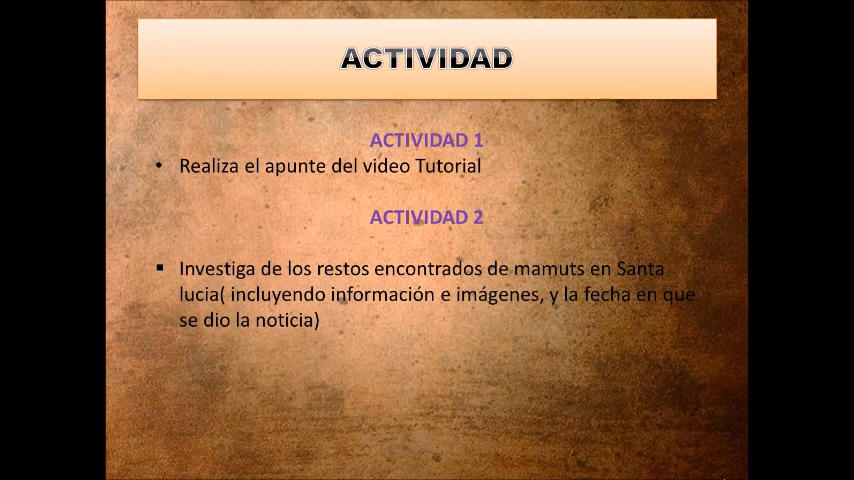 ACTIVIDAD
ACTIVIDAD 1
• Realiza el apunte del video Tutorial
ACTIVIDAD 2
▪ Investiga de los restos encontrados de mamuts en Santa
lucia( incluyendo información e imágenes, y la fecha en que
se dio la noticia)